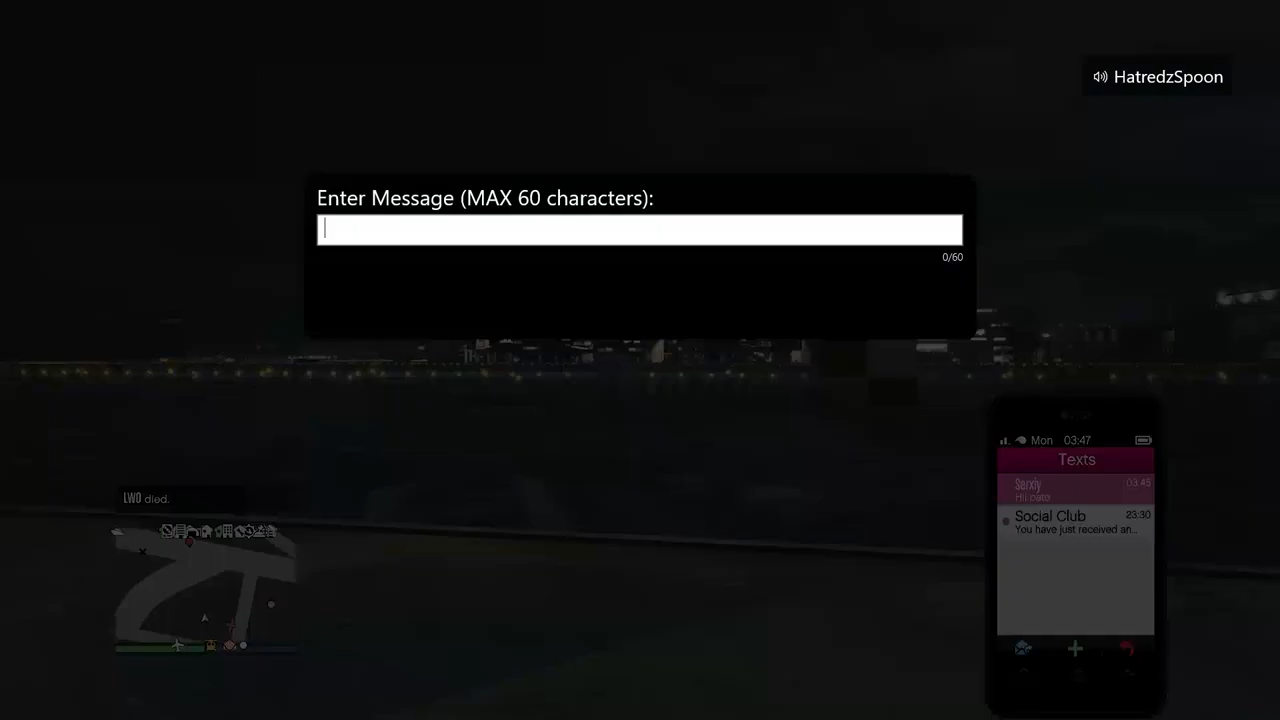 HatredzSpoon
Enter Message (MAX 60 characters):
0/60
Mon 03:47
Texts
Serxiy 03:45
Social Club 23:30
You have just received an...
LWO died.